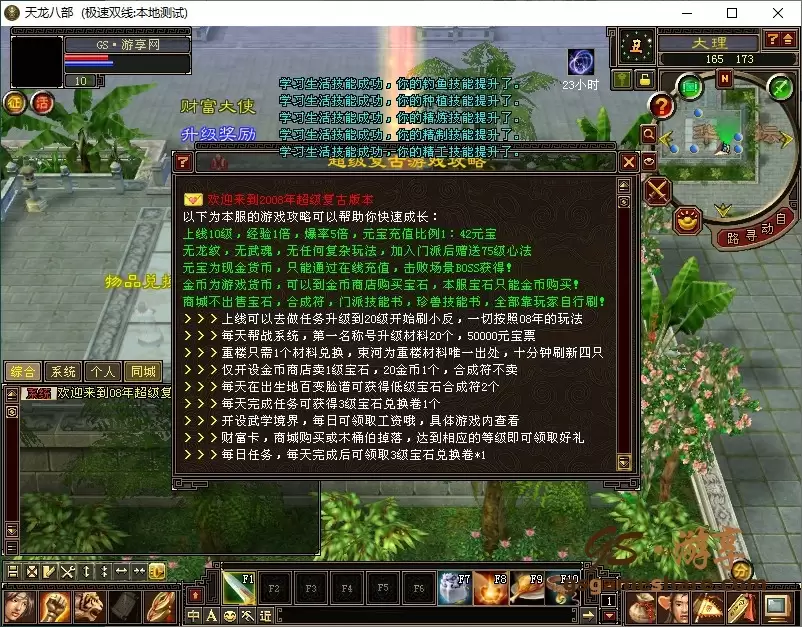 天龙八部 (极速双线:本地测试)
GS·游享网
10
大理
165 173
丑
23小时
财富大使
升级奖励
学习生活技能成功，你的钓鱼技能提升了。
学习生活技能成功，你的种植技能提升了。
学习生活技能成功，你的精炼技能提升了。
学习生活技能成功，你的精制技能提升了。
学习生活技能成功，你的精工技能提升了。
超级复古游戏攻略
欢迎来到2008年超级复古版本
以下为本服的游戏攻略可以帮助你快速成长：
上线10级，经验1倍，爆率5倍，元宝充值比例1：42元宝
无龙纹，无武魂，无任何复杂玩法，加入门派后赠送75级心法
元宝为现金货币，只能通过在线充值，击败场景BOSS获得！
金币为游戏货币，可以到金币商店购买宝石，本服宝石只能金币购买！
商城不出售宝石，合成符，门派技能书，珍兽技能书，全部靠玩家自行刷！
＞＞＞上线可以去做任务升级到20级开始刷小反，一切按照08年的玩法
＞＞＞每天帮战系统，第一名称号升级材料20个，50000元宝票
＞＞＞重楼只需1个材料兑换，束河为重楼材料唯一出处，十分钟刷新四只
＞＞＞仅开设金币商店卖1级宝石，20金币1个，合成符不卖
＞＞＞每天在出生地百变脸谱可获得低级宝石合成符2个
＞＞＞每天完成任务可获得3级宝石兑换卷1个
＞＞＞开设武学境界，每日可领取工资哦，具体游戏内查看
＞＞＞财富卡，商城购买或木桶伯掉落，达到相应的等级即可领取好礼
＞＞＞每日任务，每天完成后可领取3级宝石兑换卷*1
物品兑换
自动寻路
综合 系统 个人 同城
系统 欢迎来到08年超级复
GS·游享
F1 F2 F3 F4 F5 F6 F7 F8 F9 F10
1
中 A 近
征 活
N